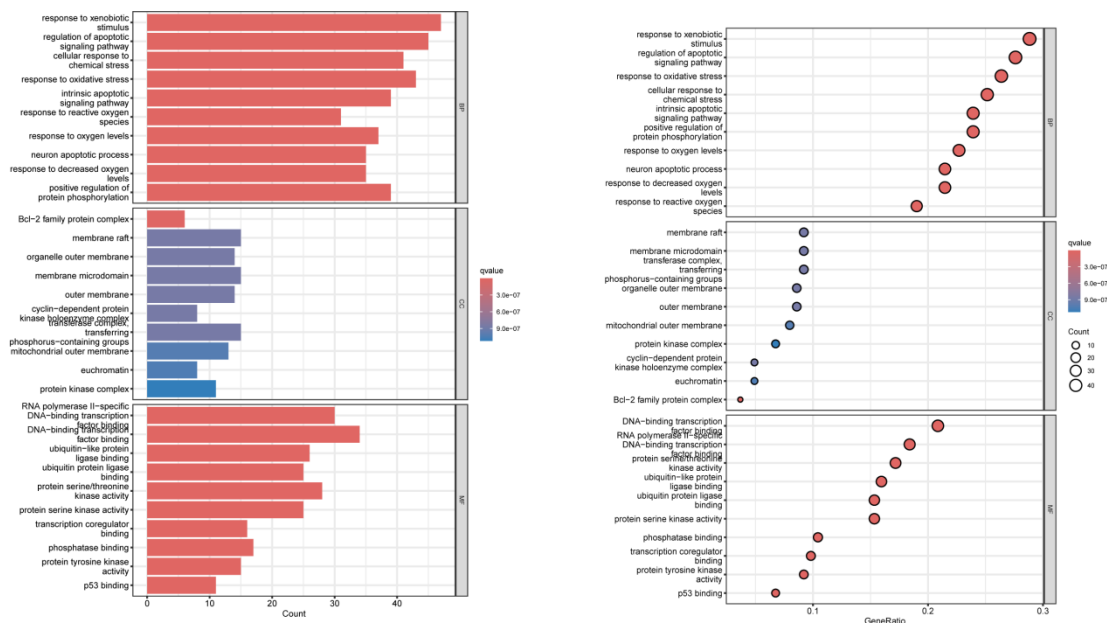 response to xenobiotic
stimulus
regulation of apoptotic
signaling pathway
cellular response to
chemical stress
response to oxidative stress
intrinsic apoptotic
signaling pathway
response to reactive oxygen
species
response to oxygen levels
neuron apoptotic process
response to decreased oxygen
levels
positive regulation of
protein phosphorylation
BP
Bcl−2 family protein complex
membrane raft
organelle outer membrane
membrane microdomain
outer membrane
cyclin−dependent protein
kinase holoenzyme complex
transferase complex,
transferring
phosphorus−containing groups
mitochondrial outer membrane
euchromatin
protein kinase complex
CC
RNA polymerase II−specific
DNA−binding transcription
factor binding
DNA−binding transcription
factor binding
ubiquitin−like protein
ligase binding
ubiquitin protein ligase
binding
protein serine/threonine
kinase activity
protein serine kinase activity
transcription coregulator
binding
phosphatase binding
protein tyrosine kinase
activity
p53 binding
MF
0 10 20 30 40
Count
qvalue
3.0e−07
6.0e−07
9.0e−07
response to xenobiotic
stimulus
regulation of apoptotic
signaling pathway
response to oxidative stress
cellular response to
chemical stress
intrinsic apoptotic
signaling pathway
positive regulation of
protein phosphorylation
response to oxygen levels
neuron apoptotic process
response to decreased oxygen
levels
response to reactive oxygen
species
BP
membrane raft
membrane microdomain
transferase complex,
transferring
phosphorus−containing groups
organelle outer membrane
outer membrane
mitochondrial outer membrane
protein kinase complex
cyclin−dependent protein
kinase holoenzyme complex
euchromatin
Bcl−2 family protein complex
CC
DNA−binding transcription
factor binding
RNA polymerase II−specific
DNA−binding transcription
factor binding
protein serine/threonine
kinase activity
ubiquitin−like protein
ligase binding
ubiquitin protein ligase
binding
protein serine kinase activity
phosphatase binding
transcription coregulator
binding
protein tyrosine kinase
activity
p53 binding
MF
0.1 0.2 0.3
GeneRatio
qvalue
3.0e−07
6.0e−07
9.0e−07
Count
10
20
30
40